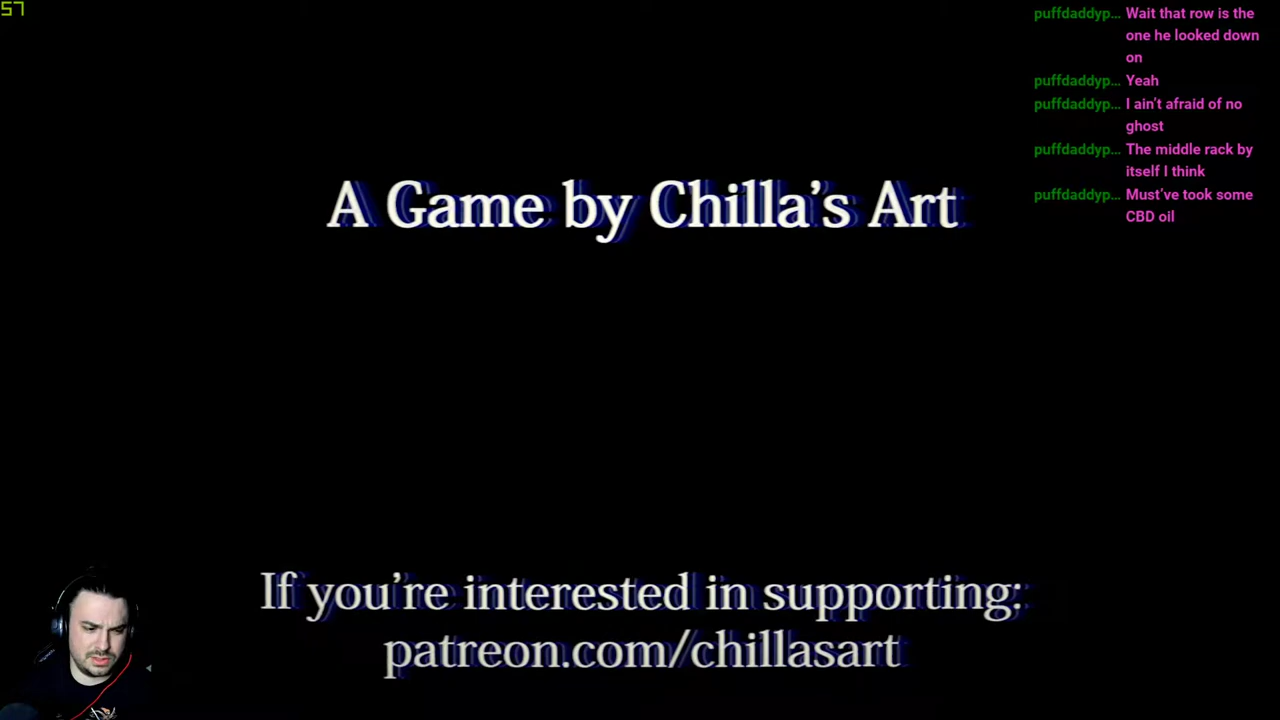 57
puffdaddyp... Wait that row is the
one he looked down
on
puffdaddyp... Yeah
puffdaddyp... I ain't afraid of no
ghost
puffdaddyp... The middle rack by
itself I think
puffdaddyp... Must've took some
CBD oil
A Game by Chilla's Art
If you're interested in supporting:
patreon.com/chillasart